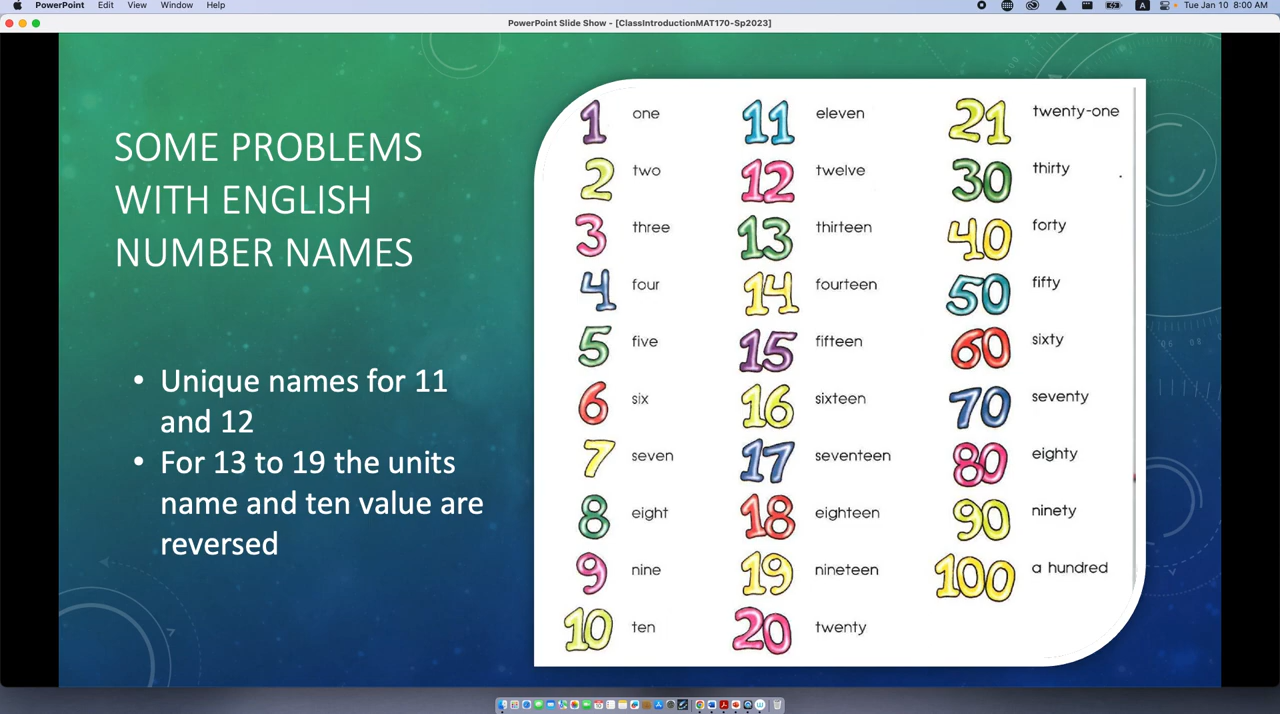 PowerPoint Edit View Window Help
A Tue Jan 10 8:00 AM
PowerPoint Slide Show - [ClassIntroductionMAT170-Sp2023]
SOME PROBLEMS
WITH ENGLISH
NUMBER NAMES
• Unique names for 11
and 12
• For 13 to 19 the units
name and ten value are
reversed
1 one
2 two
3 three
4 four
5 five
6 six
7 seven
8 eight
9 nine
10 ten
11 eleven
12 twelve
13 thirteen
14 fourteen
15 fifteen
16 sixteen
17 seventeen
18 eighteen
19 nineteen
20 twenty
21 twenty-one
30 thirty
40 forty
50 fifty
60 sixty
70 seventy
80 eighty
90 ninety
100 a hundred